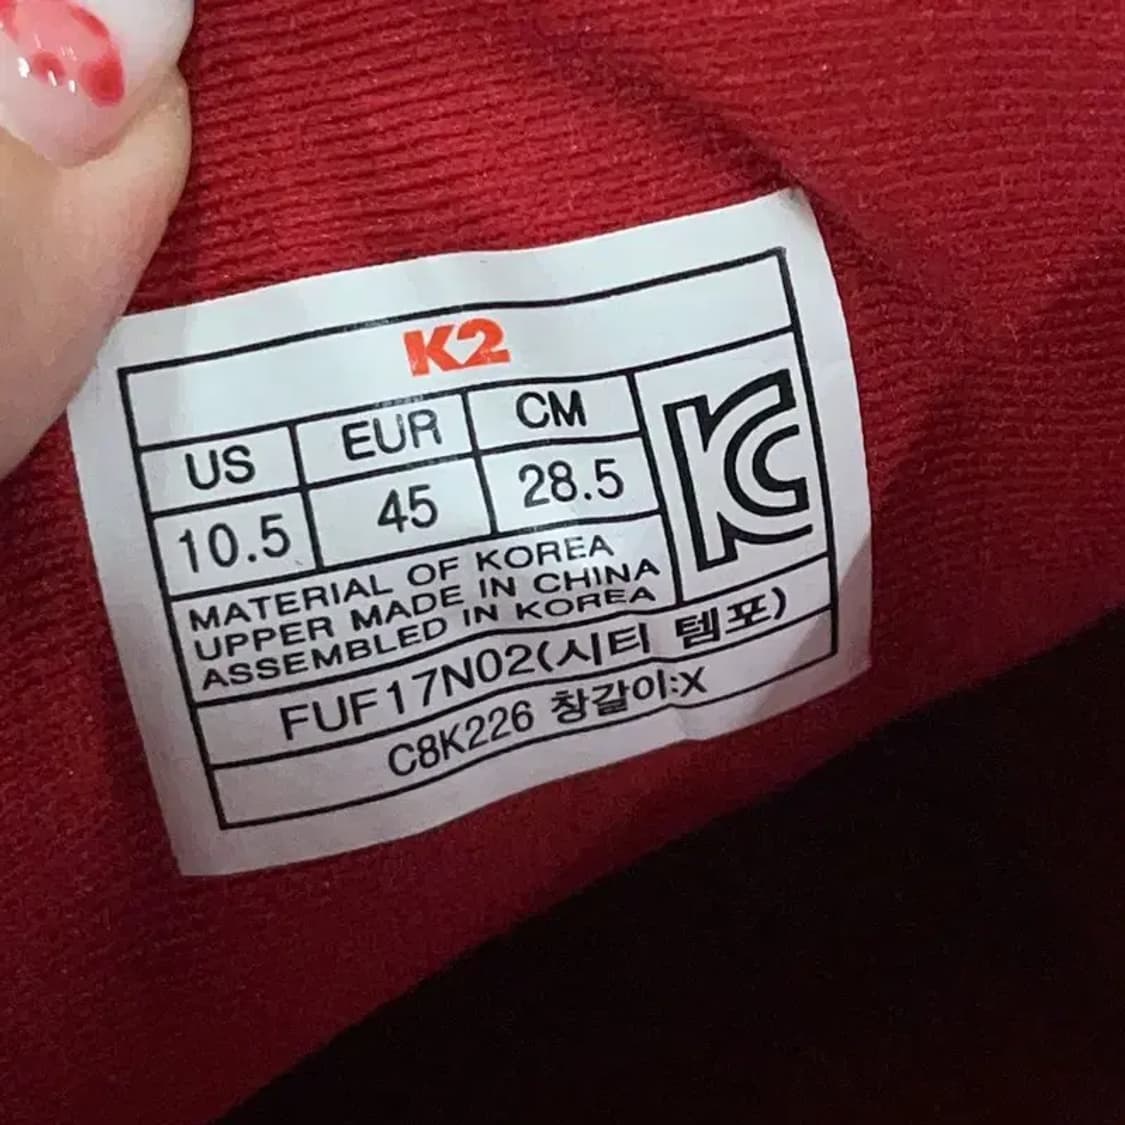 K2
US EUR CM
10.5 45 28.5
MATERIAL OF KOREA
UPPER MADE IN CHINA
ASSEMBLED IN KOREA
FUF17N02(시티 템포)
C8K226 창갈이:X